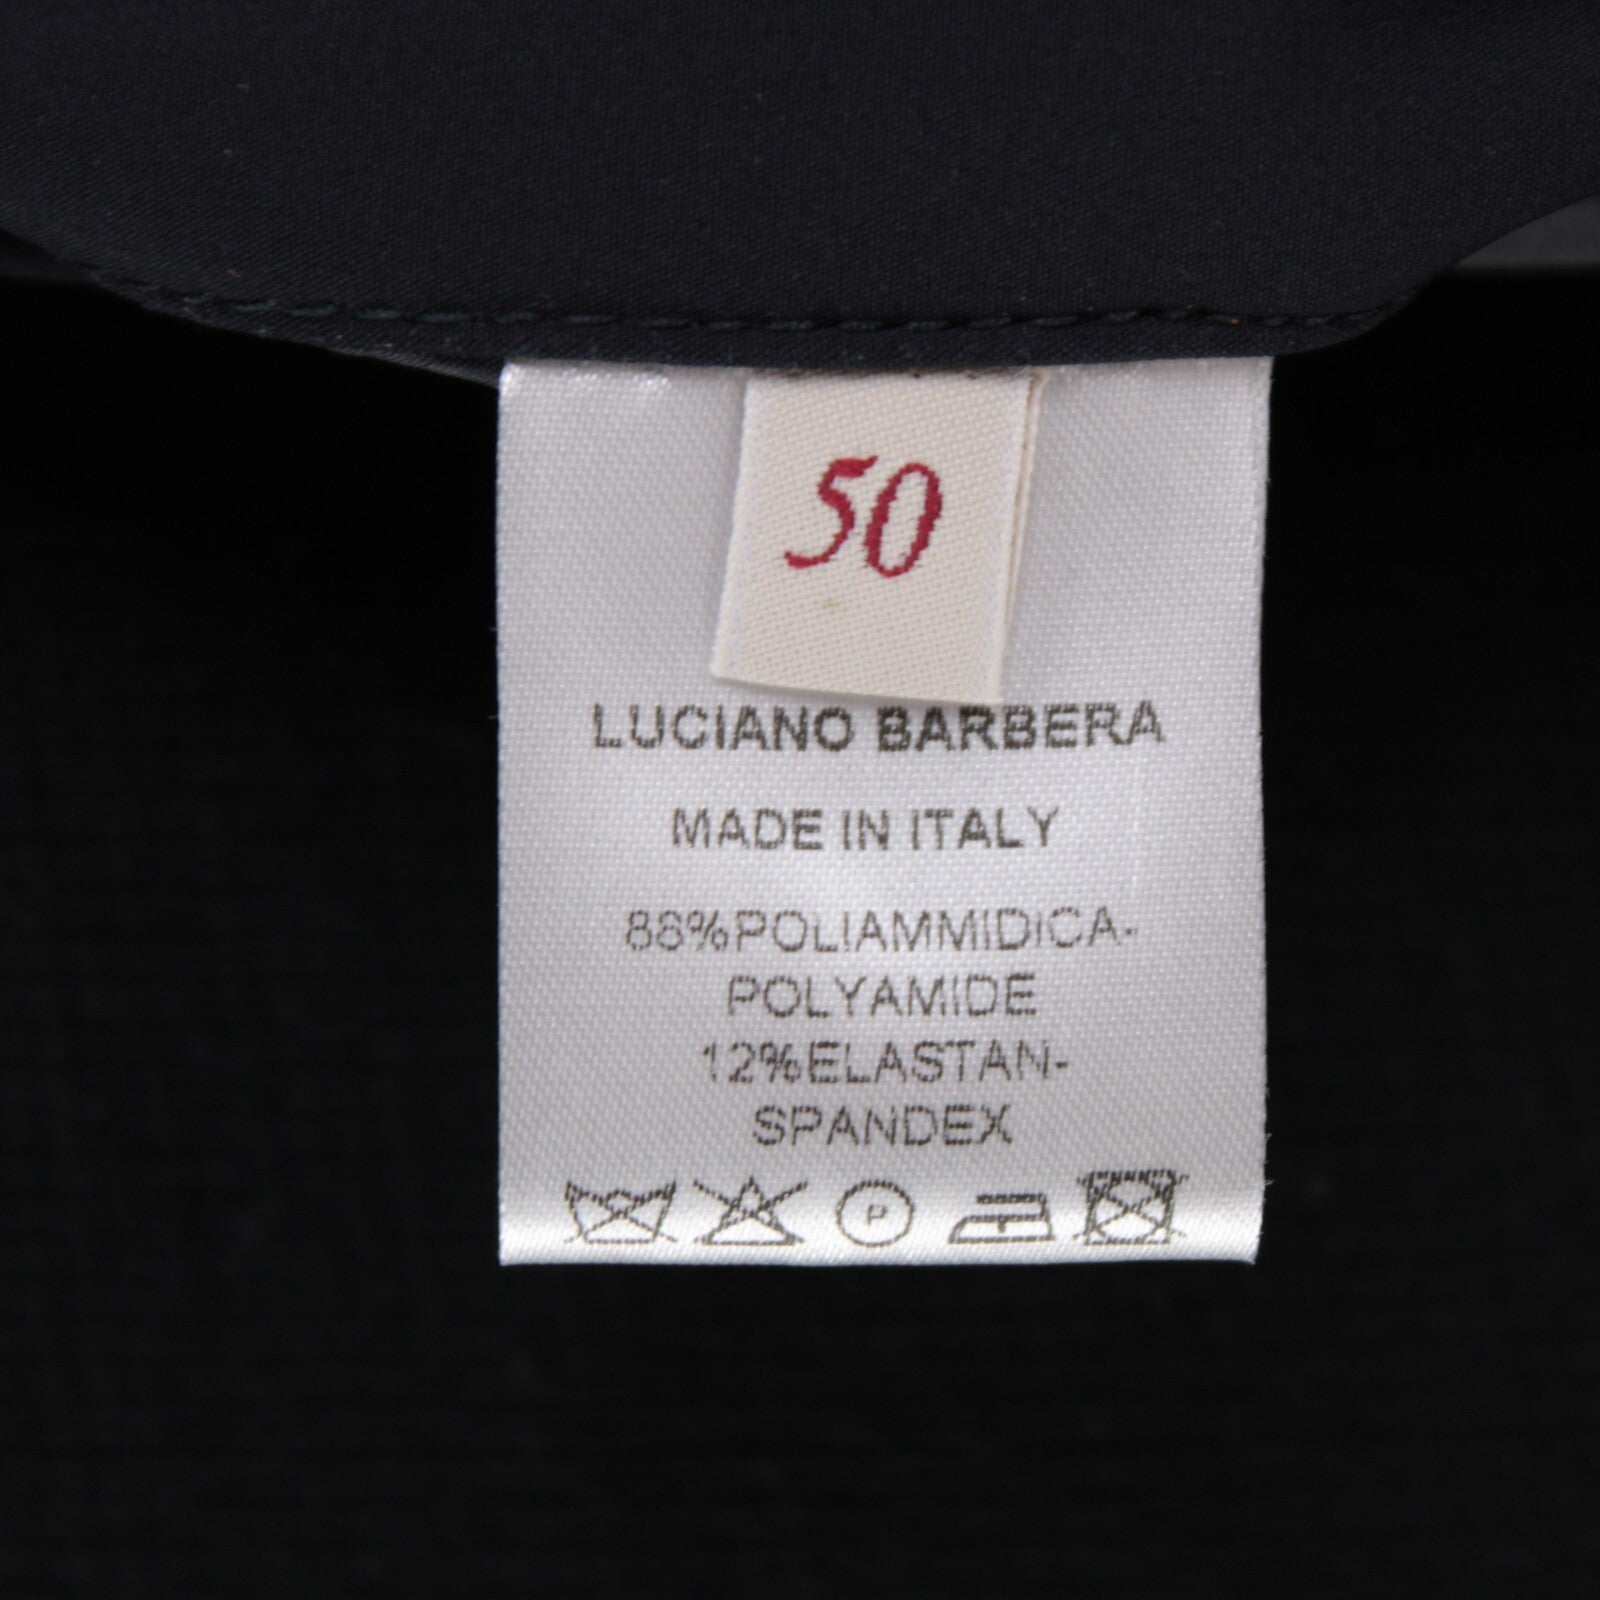 50
LUCIANO BARBERA
MADE IN ITALY
88%POLIAMMIDICA-
POLYAMIDE
12%ELASTAN-
SPANDEX
P